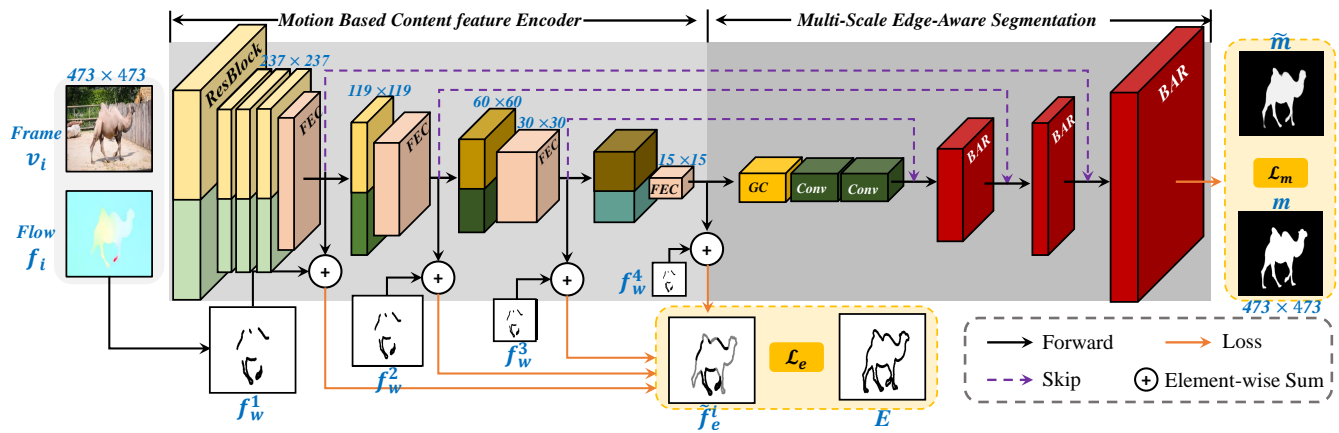 Motion Based Content feature Encoder
Multi-Scale Edge-Aware Segmentation
473 × 473
Frame
v_i
Flow
f_i
ResBlock
237 × 237
FEC
119 ×119
FEC
60 ×60
30 ×30
FEC
15 ×15
FEC
GC
Conv
Conv
BAR
BAR
BAR
m̃
ℒ_m
m
473 × 473
+
+
+
+
f_w^1
f_w^2
f_w^3
f_w^4
f̃_e^i
ℒ_e
E
Forward
Loss
Skip
+ Element-wise Sum